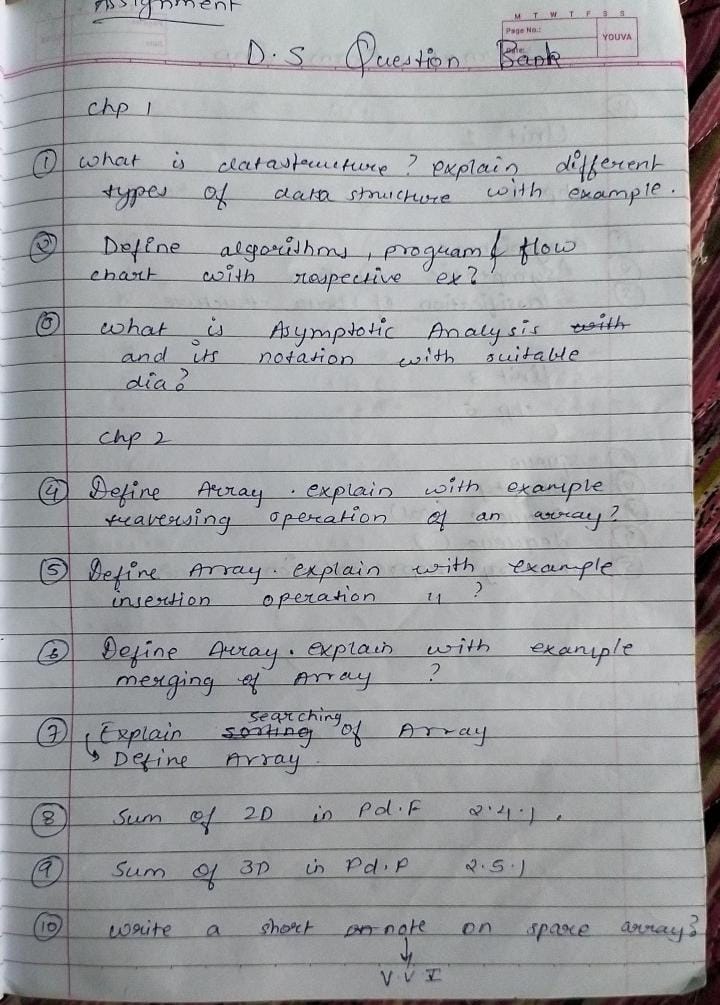 Assignment
M T W T F S S
Page No.:
Date:
YOUVA
D.S Question Bank
chp 1
① what is datastructure? explain different
types of data structure with example.
② Define algorithms, program & flow
chart with respective ex?
③ what is Asymptotic Analysis with
and its notation with suitable
dia?
chp 2
④ Define Array. explain with example
traversing operation of an array?
⑤ Define Array. explain with example
insertion operation " ?
⑥ Define Array. explain with example
merging of Array ?
searching
⑦ Explain sorting of Array
Define Array.
⑧ Sum of 2D in Pd.F 2.4.1.
⑨ Sum of 3D in Pd.P 2.5.1
⑩ write a short note on spare array?
V.V I